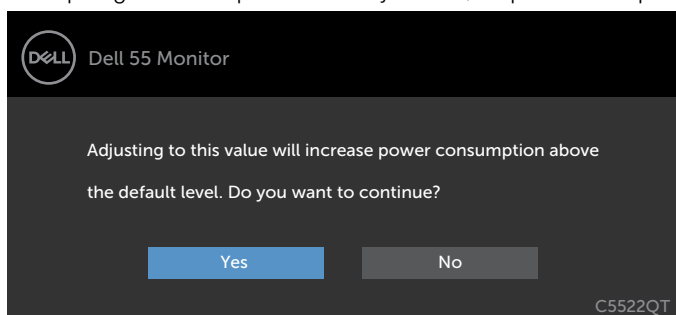 DELL
Dell 55 Monitor
Adjusting to this value will increase power consumption above
the default level. Do you want to continue?
Yes
No
C5522QT